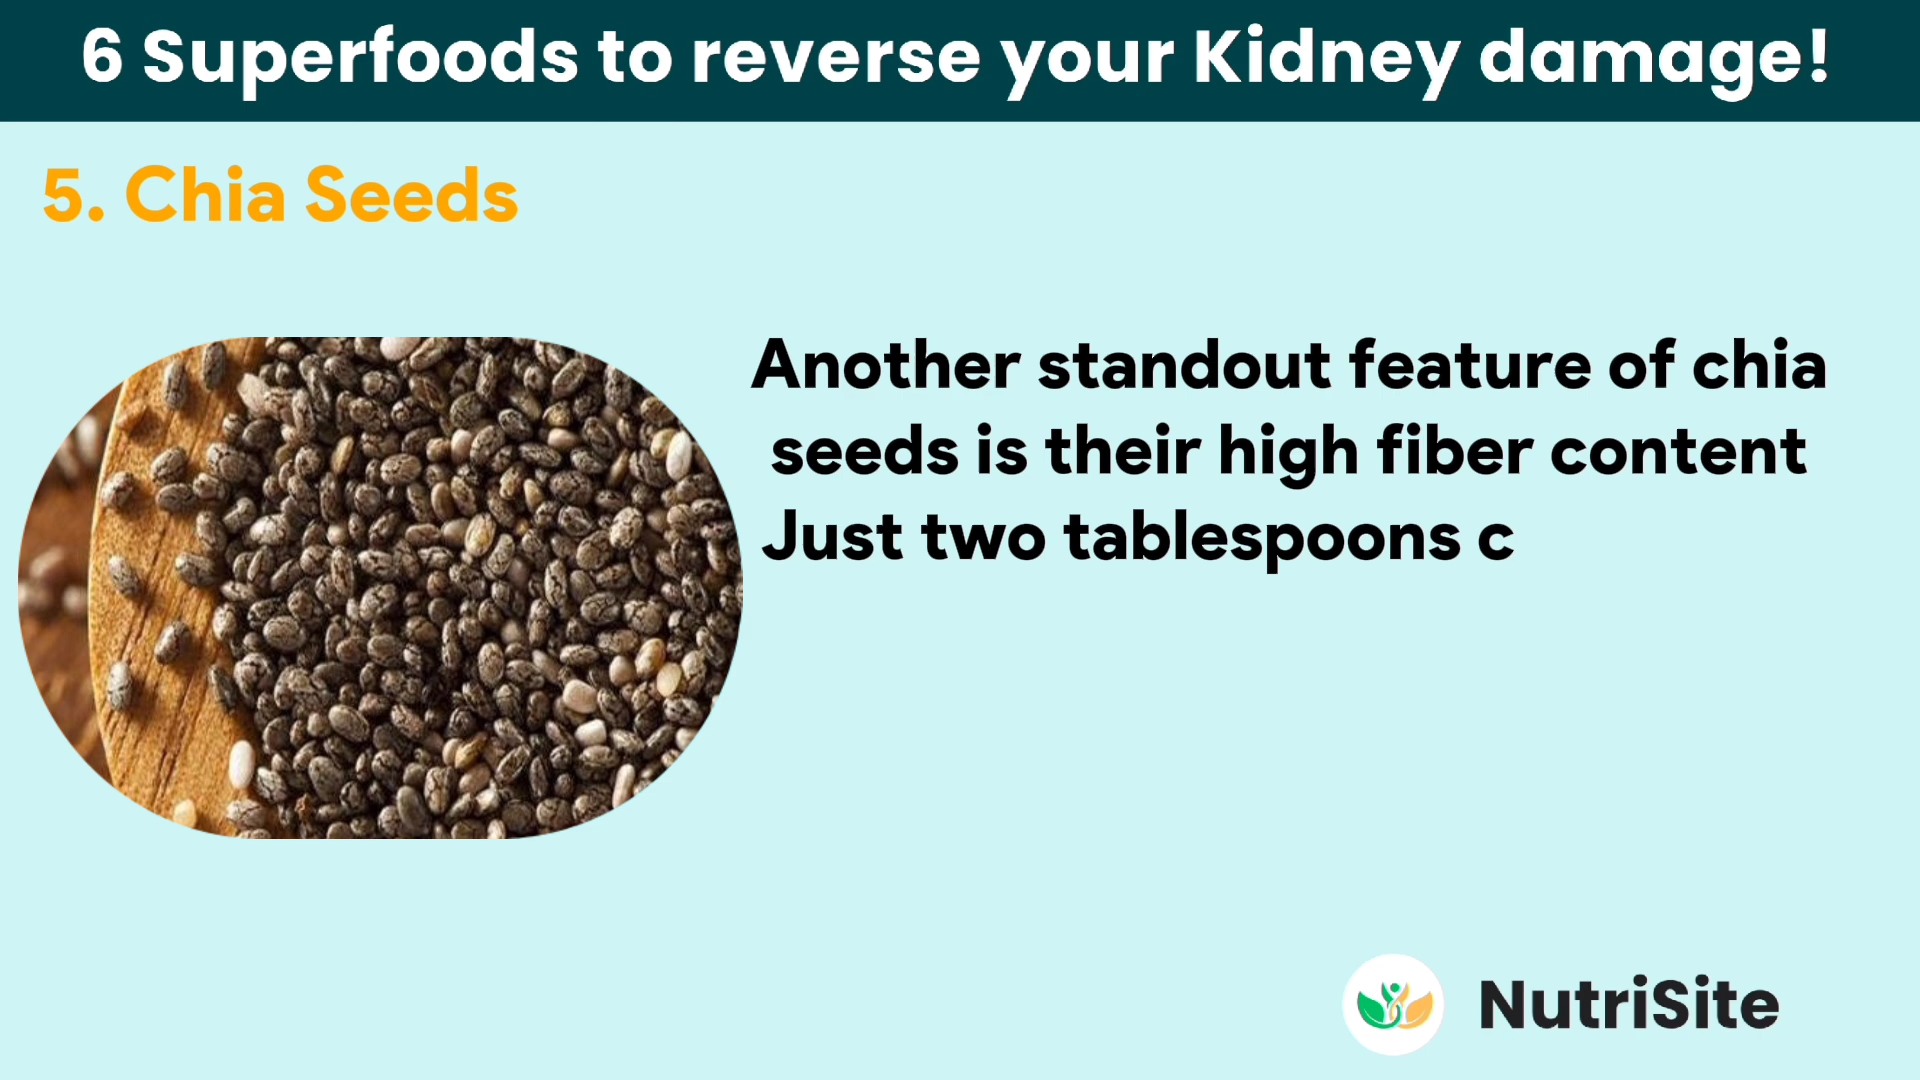 6 Superfoods to reverse your Kidney damage!
5. Chia Seeds
Another standout feature of chia
seeds is their high fiber content
Just two tablespoons c
NutriSite